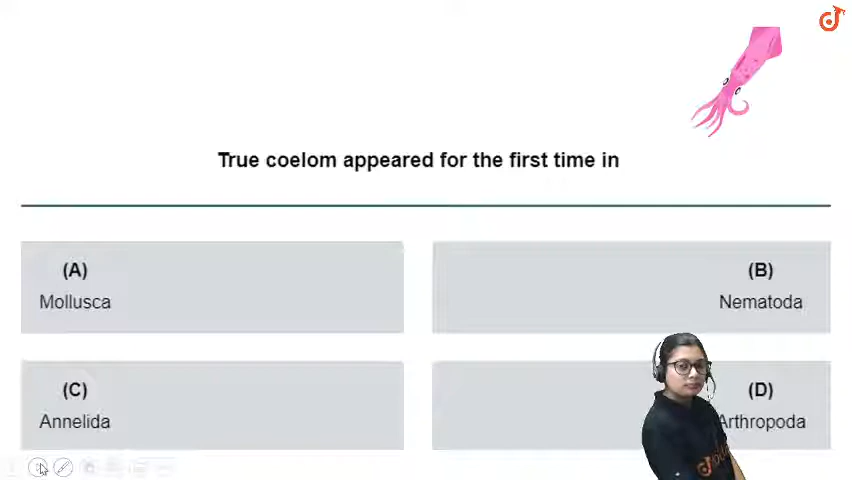 True coelom appeared for the first time in
(A)
Mollusca
(B)
Nematoda
(C)
Annelida
(D)
Arthropoda